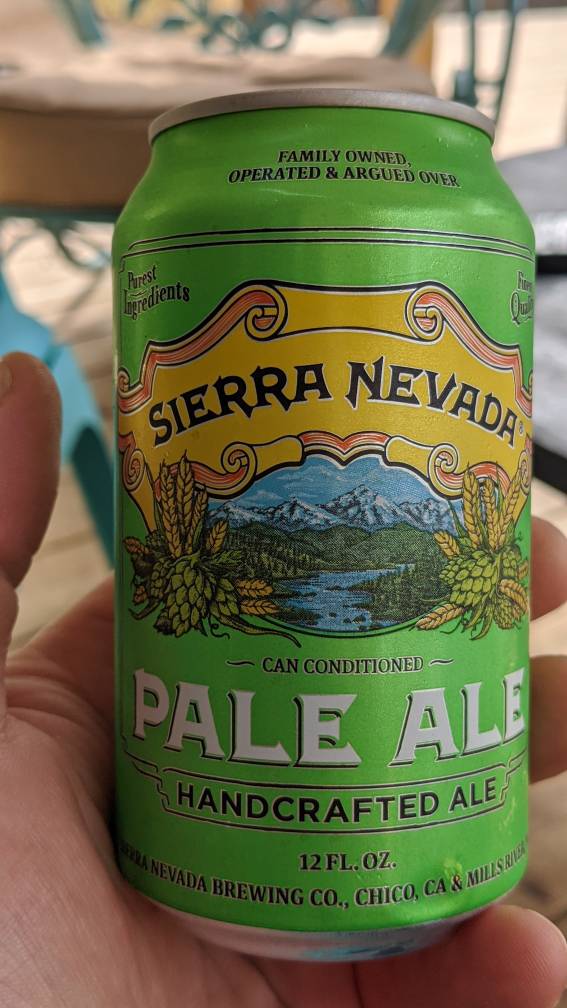 FAMILY OWNED,
OPERATED & ARGUED OVER
Purest
Ingredients
SIERRA NEVADA®
CAN CONDITIONED
PALE ALE
HANDCRAFTED ALE
12 FL. OZ.
NEVADA BREWING CO., CHICO, CA & MILLS